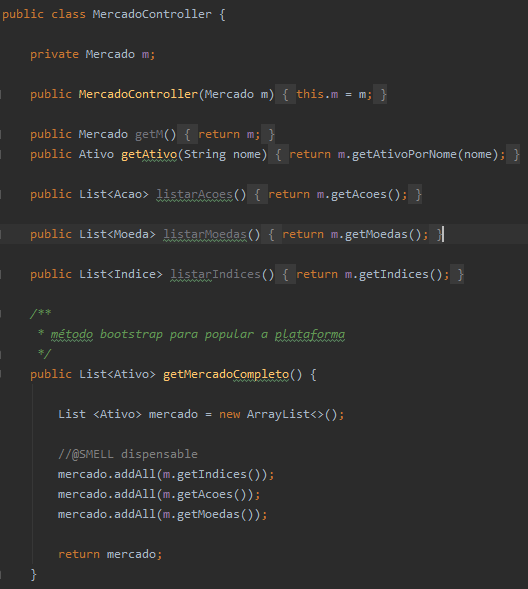 public class MercadoController {
private Mercado m;
public MercadoController(Mercado m) { this.m = m; }
public Mercado getM() { return m; }
public Ativo getAtivo(String nome) { return m.getAtivoPorNome(nome); }
public List<Acao> listarAcoes() { return m.getAcoes(); }
public List<Moeda> listarMoedas() { return m.getMoedas(); }
public List<Indice> listarIndices() { return m.getIndices(); }
/**
* método bootstrap para popular a plataforma
*/
public List<Ativo> getMercadoCompleto() {
List <Ativo> mercado = new ArrayList<>();
//@SMELL dispensable
mercado.addAll(m.getIndices());
mercado.addAll(m.getAcoes());
mercado.addAll(m.getMoedas());
return mercado;
}